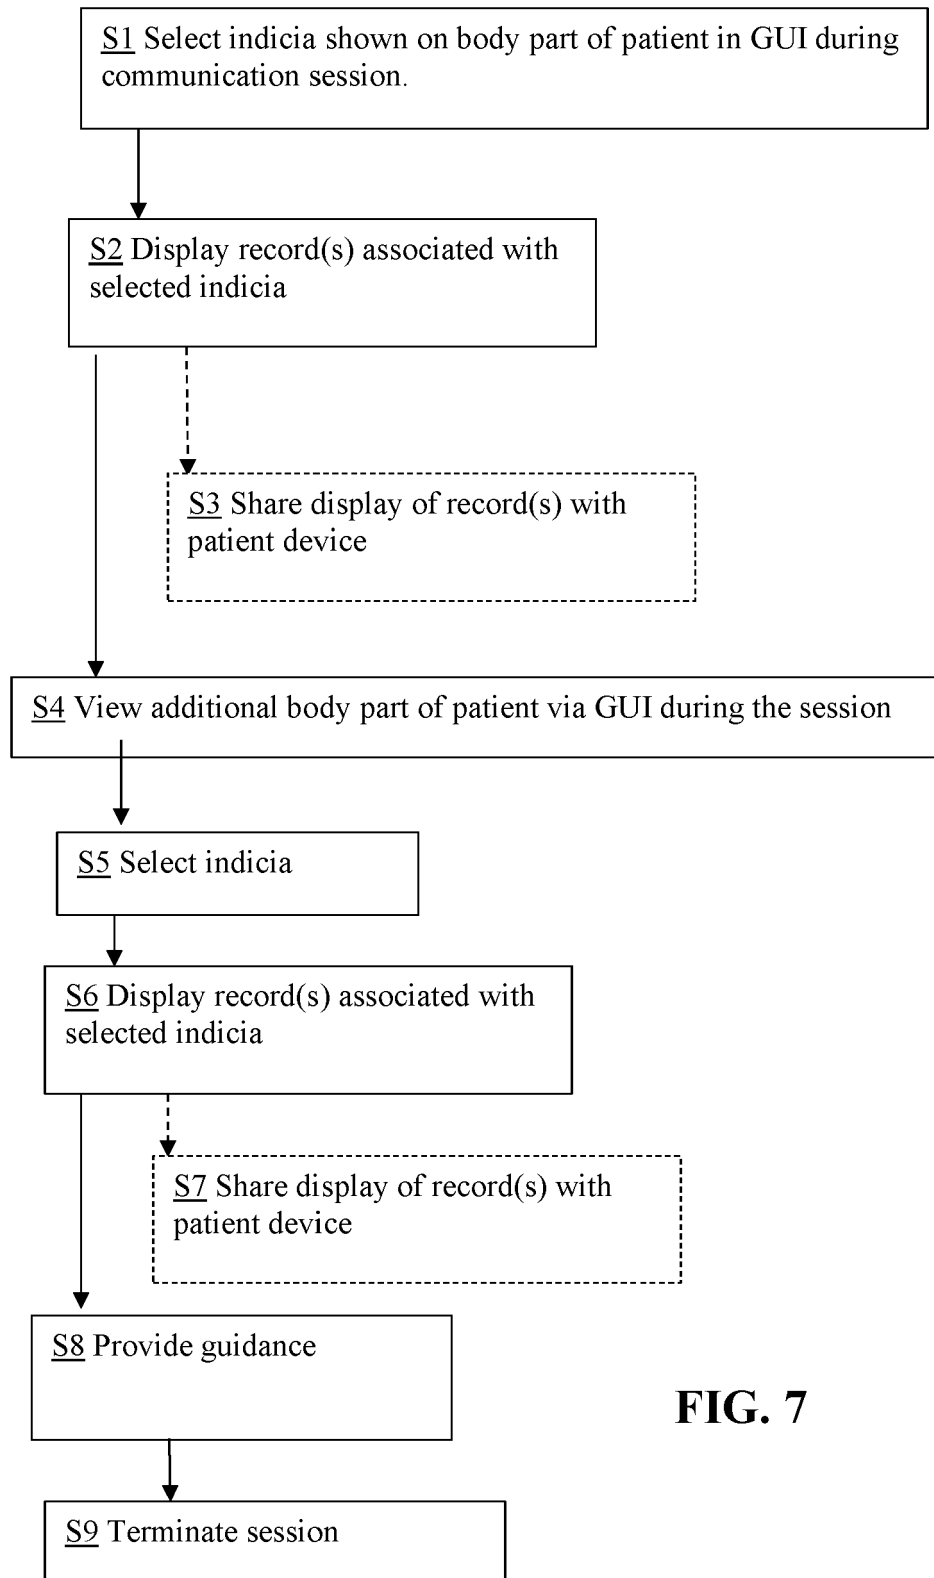 S1 Select indicia shown on body part of patient in GUI during
communication session.
S2 Display record(s) associated with
selected indicia
S3 Share display of record(s) with
patient device
S4 View additional body part of patient via GUI during the session
S5 Select indicia
S6 Display record(s) associated with
selected indicia
S7 Share display of record(s) with
patient device
S8 Provide guidance
FIG. 7
S9 Terminate session